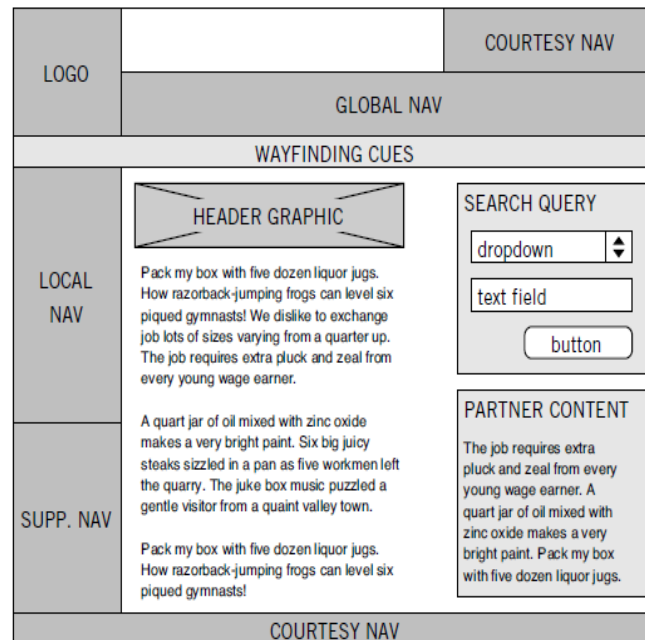 LOGO
COURTESY NAV
GLOBAL NAV
WAYFINDING CUES
LOCAL
NAV
SUPP. NAV
HEADER GRAPHIC
Pack my box with five dozen liquor jugs.
How razorback-jumping frogs can level six
piqued gymnasts! We dislike to exchange
job lots of sizes varying from a quarter up.
The job requires extra pluck and zeal from
every young wage earner.
A quart jar of oil mixed with zinc oxide
makes a very bright paint. Six big juicy
steaks sizzled in a pan as five workmen left
the quarry. The juke box music puzzled a
gentle visitor from a quaint valley town.
Pack my box with five dozen liquor jugs.
How razorback-jumping frogs can level six
piqued gymnasts!
SEARCH QUERY
dropdown
text field
button
PARTNER CONTENT
The job requires extra
pluck and zeal from every
young wage earner. A
quart jar of oil mixed with
zinc oxide makes a very
bright paint. Pack my box
with five dozen liquor jugs.
COURTESY NAV